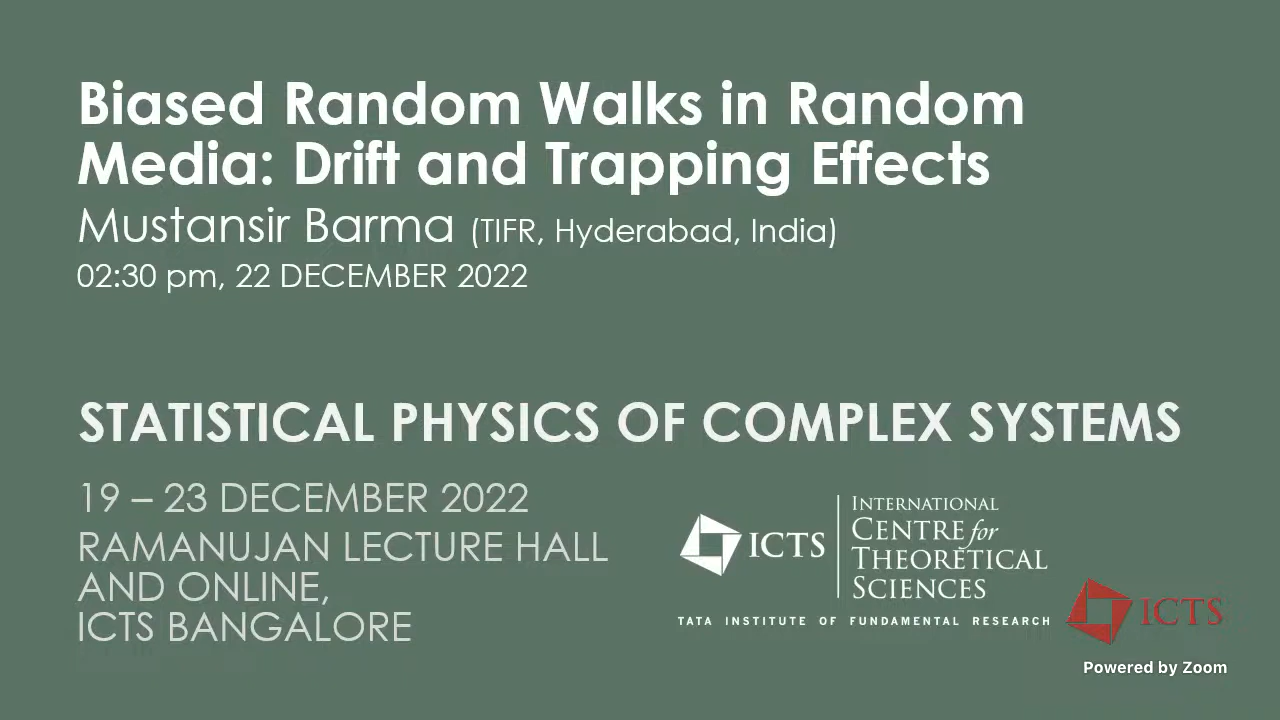 Biased Random Walks in Random
Media: Drift and Trapping Effects
Mustansir Barma (TIFR, Hyderabad, India)
02:30 pm, 22 DECEMBER 2022
STATISTICAL PHYSICS OF COMPLEX SYSTEMS
19 – 23 DECEMBER 2022
RAMANUJAN LECTURE HALL
AND ONLINE,
ICTS BANGALORE
ICTS
INTERNATIONAL
CENTRE for
THEORETICAL
SCIENCES
TATA INSTITUTE OF FUNDAMENTAL RESEARCH
ICTS
Powered by Zoom